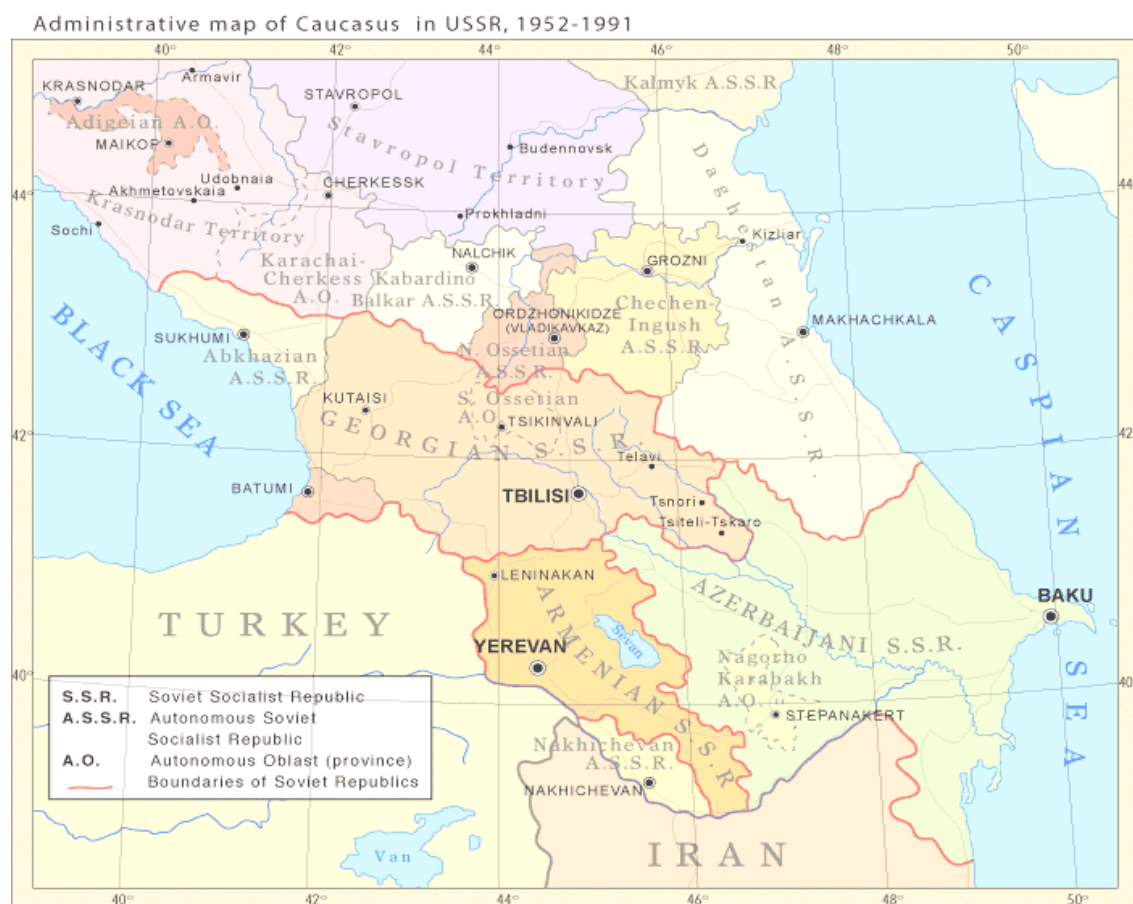 Administrative map of Caucasus in USSR, 1952-1991
40°
42°
44°
46°
48°
50°
KRASNODAR
Armavir
STAVROPOL
Kalmyk A.S.S.R
Adigeian A.O.
MAIKOP
Stavropol Territory
Budennovsk
Daghestan A.S.S.R.
Udobnaia
Akhmetovskaia
CHERKESSK
44°
44°
Prokhladni
Krasnodar Territory
Sochi
Kizliar
Karachai-
Cherkess
A.O.
NALCHIK
Kabardino
Balkar A.S.S.R.
GROZNI
Chechen-
Ingush
A.S.S.R.
ORDZHONIKIDZE
(VLADIKAVKAZ)
MAKHACHKALA
CASPIAN SEA
BLACK SEA
SUKHUMI
Abkhazian
A.S.S.R.
N. Ossetian
A.S.S.R.
S. Ossetian
A.O.
KUTAISI
TSIKINVALI
GEORGIAN S.S.R
42°
42°
Telavi
BATUMI
TBILISI
Tsnori
Tsiteli-Tskaro
LENINAKAN
AZERBAIJANI S.S.R.
BAKU
TURKEY
ARMENIAN S.S.R
Sevan
YEREVAN
Nagorho
Karabakh
A.O.
40°
40°
STEPANAKERT
S.S.R. Soviet Socialist Republic
A.S.S.R. Autonomous Soviet
Socialist Republic
A.O. Autonomous Oblast (province)
Boundaries of Soviet Republics
Nakhichevan
A.S.S.R.
NAKHICHEVAN
Van
IRAN
40°
42°
44°
46°
48°
50°